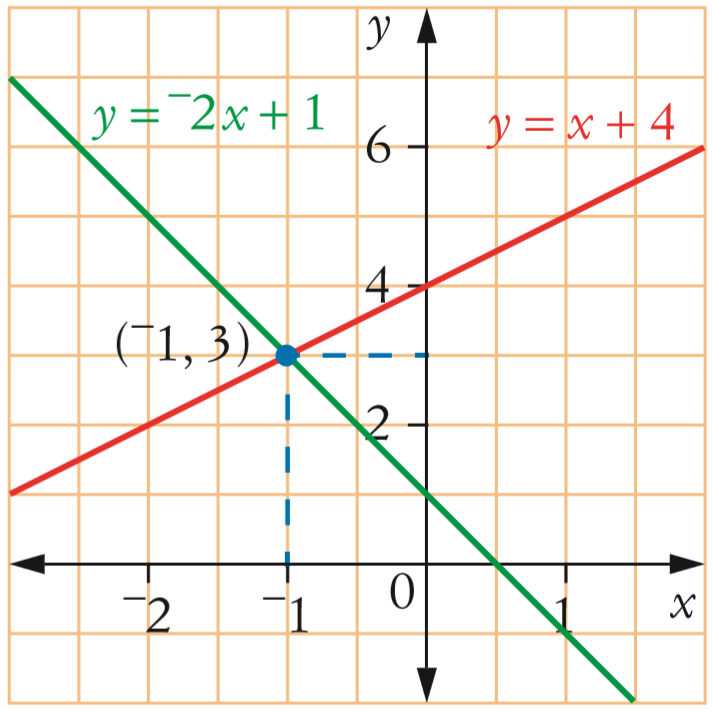 y
y = ⁻2x + 1
y = x + 4
6
4
(⁻1, 3)
2
0
⁻2
⁻1
1
x